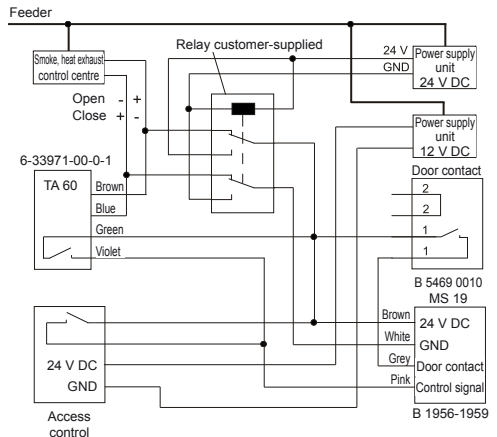 Feeder
Smoke, heat exhaust
control centre
Relay customer-supplied
24 V
GND
Power supply
unit
24 V DC
Open - +
Close + -
Power supply
unit
12 V DC
6-33971-00-0-1
TA 60
Brown
Blue
Green
Violet
Door contact
2
2
1
1
B 5469 0010
MS 19
Brown
24 V DC
White
GND
Grey
Door contact
Pink
Control signal
B 1956-1959
24 V DC
GND
Access
control